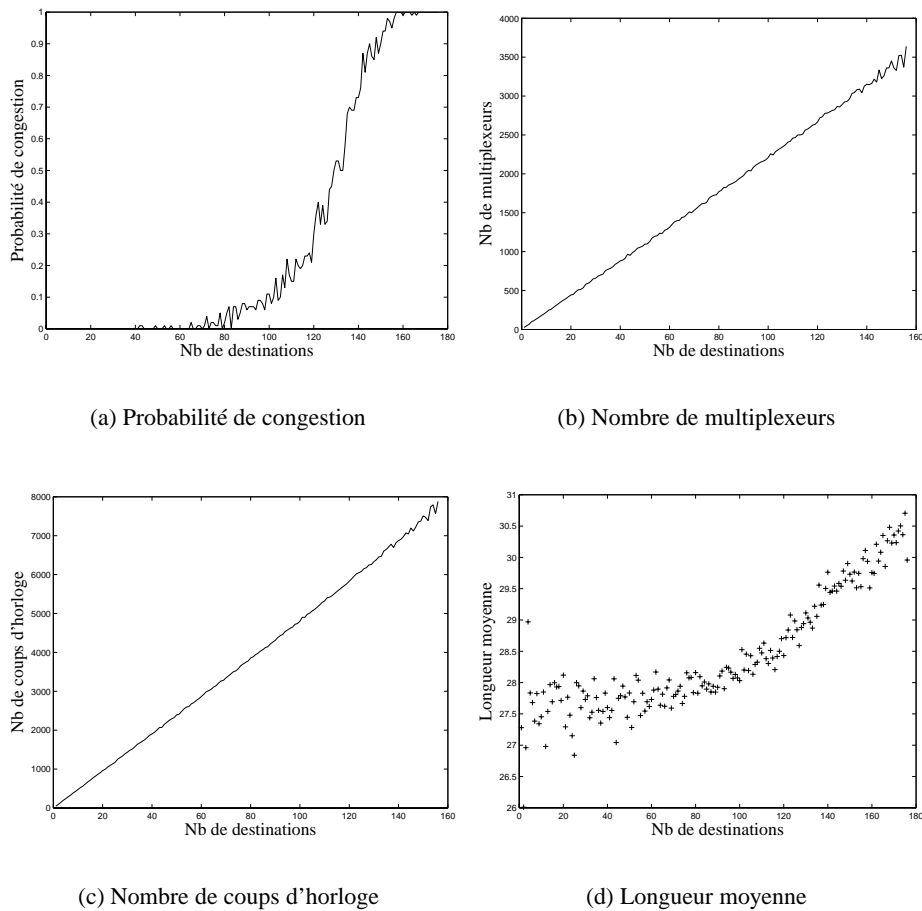 1
0.9
0.8
0.7
0.6
0.5
0.4
0.3
0.2
0.1
0
0 20 40 60 80 100 120 140 160 180
Probabilité de congestion
Nb de destinations
(a) Probabilité de congestion
4000
3500
3000
2500
2000
1500
1000
500
0
0 20 40 60 80 100 120 140 160
Nb de multiplexeurs
Nb de destinations
(b) Nombre de multiplexeurs
8000
7000
6000
5000
4000
3000
2000
1000
0
0 20 40 60 80 100 120 140 160
Nb de coups d'horloge
Nb de destinations
(c) Nombre de coups d'horloge
31
30.5
30
29.5
29
28.5
28
27.5
27
26.5
26
0 20 40 60 80 100 120 140 160 180
Longueur moyenne
Nb de destinations
(d) Longueur moyenne